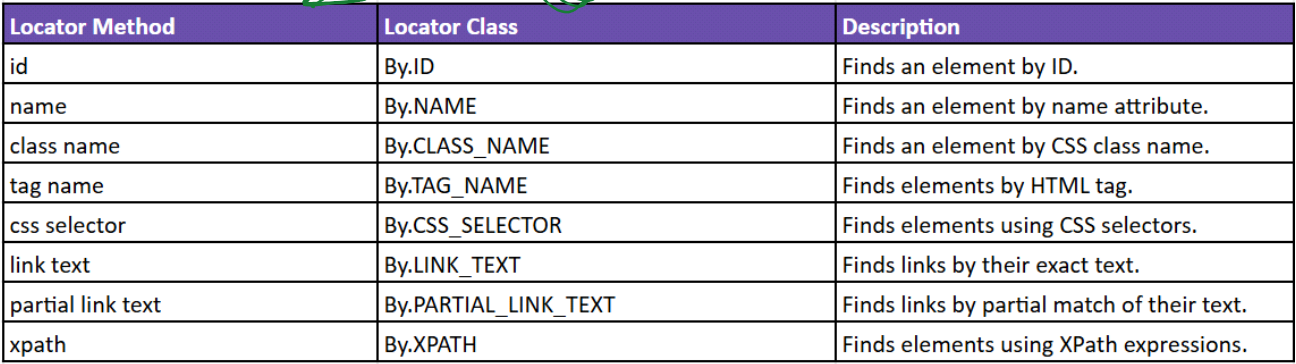 Locator Method Locator Class Description
id By.ID Finds an element by ID.
name By.NAME Finds an element by name attribute.
class name By.CLASS_NAME Finds an element by CSS class name.
tag name By.TAG_NAME Finds elements by HTML tag.
css selector By.CSS_SELECTOR Finds elements using CSS selectors.
link text By.LINK_TEXT Finds links by their exact text.
partial link text By.PARTIAL_LINK_TEXT Finds links by partial match of their text.
xpath By.XPATH Finds elements using XPath expressions.